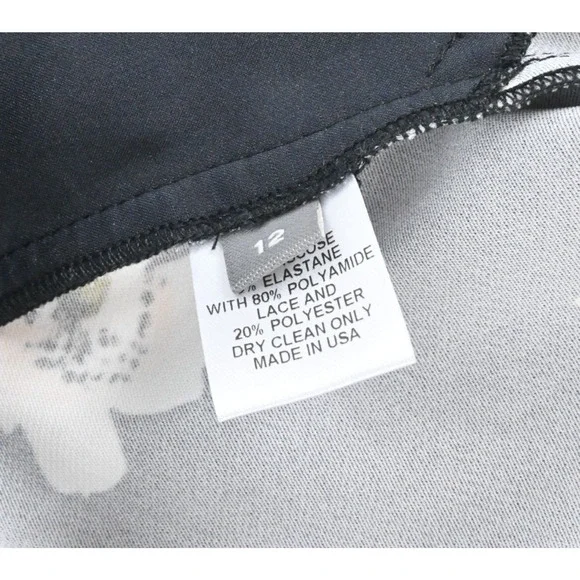 12
% ELASTANE
WITH 80% POLYAMIDE
LACE AND
20% POLYESTER
DRY CLEAN ONLY
MADE IN USA